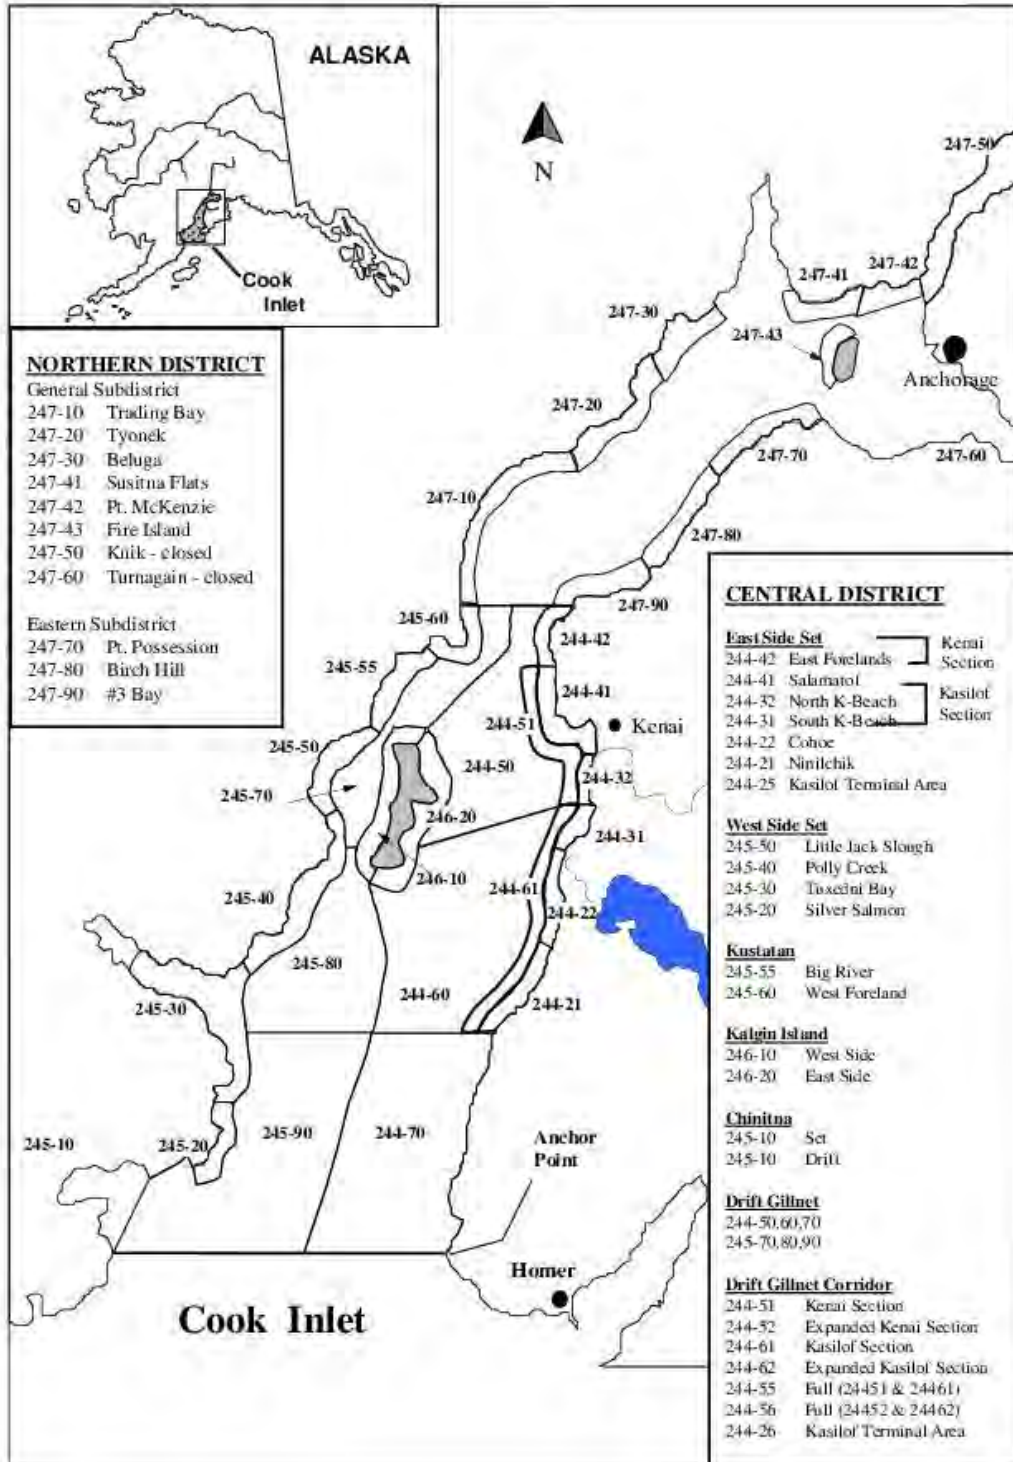 ALASKA
Cook
Inlet
N
NORTHERN DISTRICT
General Subdistrict
247-10 Trading Bay
247-20 Tyonek
247-30 Beluga
247-41 Susitna Flats
247-42 Pt. McKenzie
247-43 Fire Island
247-50 Knik - closed
247-60 Turnagain - closed
Eastern Subdistrict
247-70 Pt. Possession
247-80 Birch Hill
247-90 #3 Bay
247-50
247-42
247-41
247-30
247-43
Anchorage
247-20
247-70
247-60
247-10
247-80
247-90
245-60
244-42
245-55
244-41
244-51
Kenai
245-50
244-50
244-32
245-70
246-20
244-31
246-10
244-61
245-40
244-22
245-80
244-60
244-21
245-30
245-10
245-20
245-90
244-70
Anchor
Point
Homer
Cook Inlet
CENTRAL DISTRICT
East Side Set
244-42 East Forelands
244-41 Salamatof
244-32 North K-Beach
244-31 South K-Beach
244-22 Cohoe
244-21 Ninilchik
244-25 Kasilof Terminal Area
Kenai
Section
Kasilof
Section
West Side Set
245-50 Little Jack Slough
245-40 Polly Creek
245-30 Tuxedni Bay
245-20 Silver Salmon
Kustatan
245-55 Big River
245-60 West Foreland
Kalgin Island
246-10 West Side
246-20 East Side
Chinitna
245-10 Set
245-10 Drift
Drift Gillnet
244-50,60,70
245-70,80,90
Drift Gillnet Corridor
244-51 Kenai Section
244-52 Expanded Kenai Section
244-61 Kasilof Section
244-62 Expanded Kasilof Section
244-55 Full (24451 & 24461)
244-56 Full (24452 & 24462)
244-26 Kasilof Terminal Area